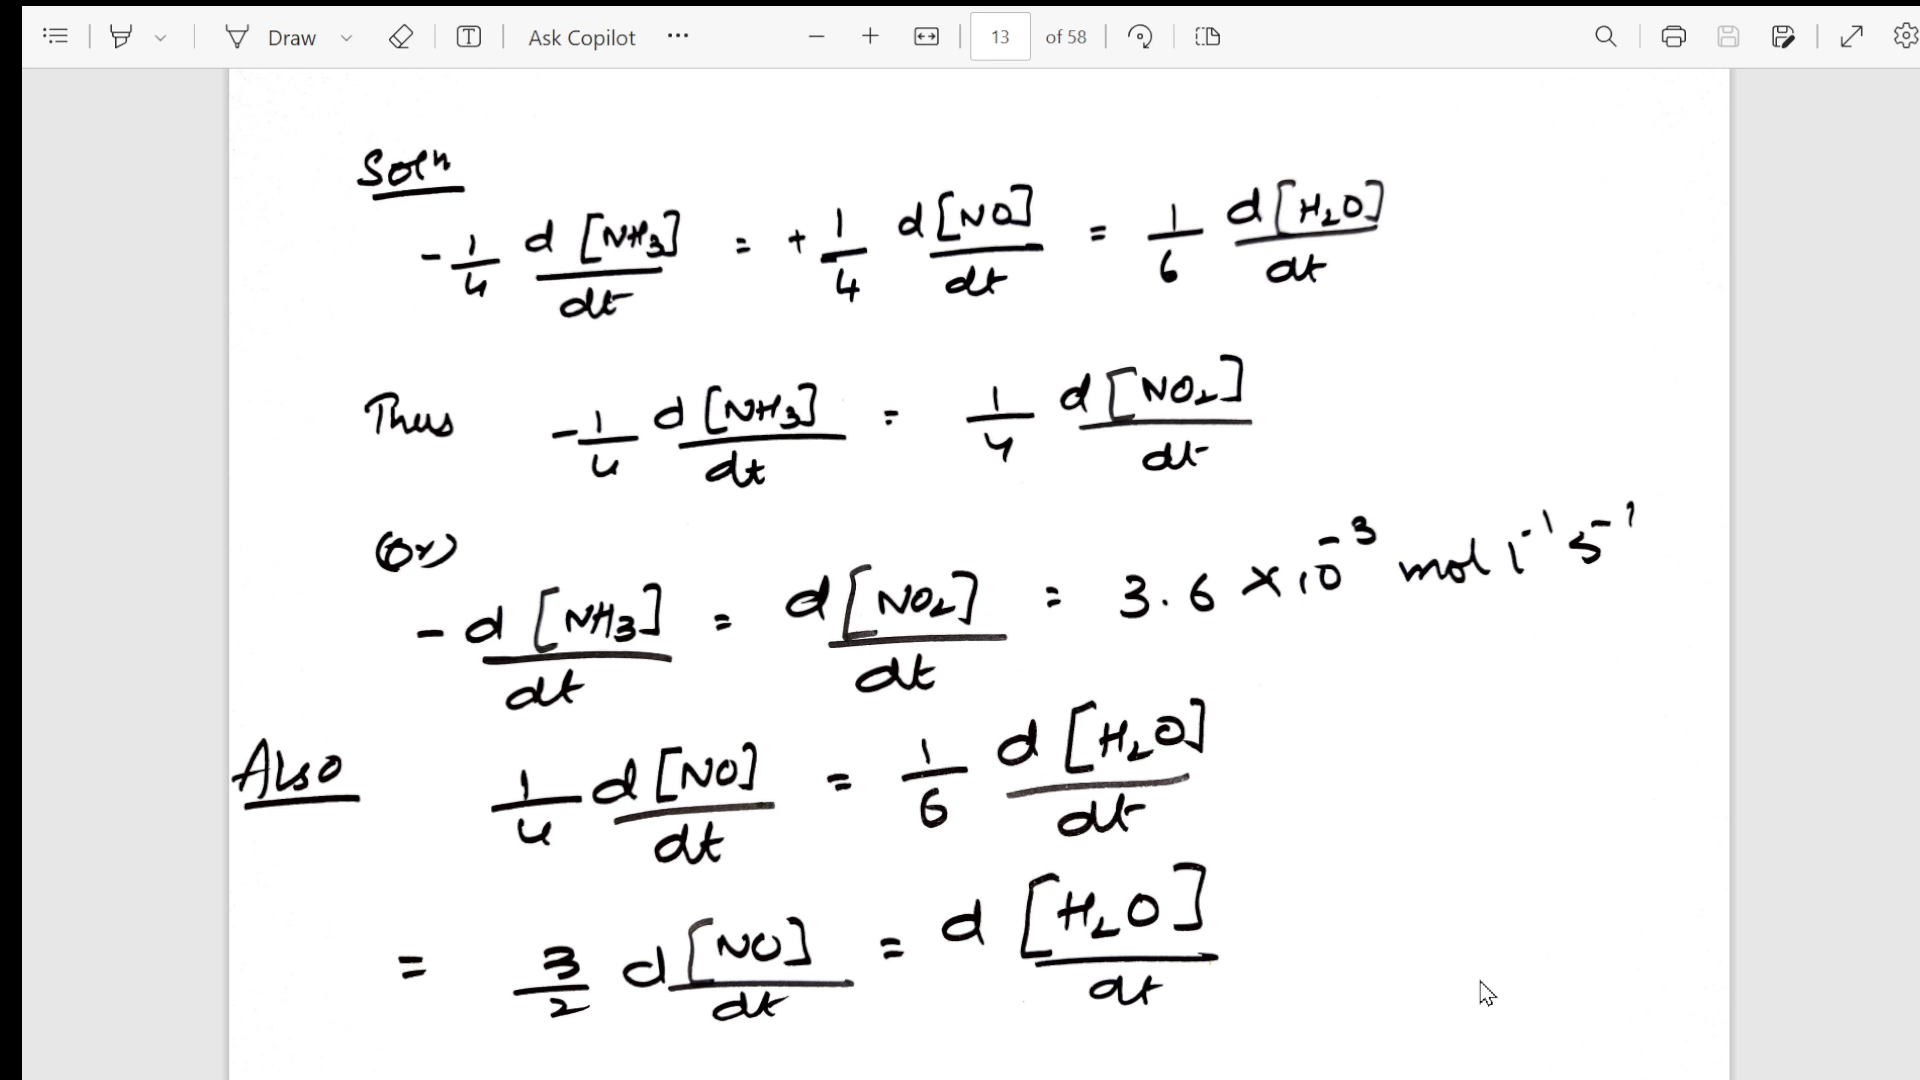 Draw Ask Copilot ··· 13 of 58
Soln
- 1/4 d[NH3]/dt = + 1/4 d[NO]/dt = 1/6 d[H2O]/dt
Thus - 1/4 d[NH3]/dt = 1/4 d[NO2]/dt
(Or)
- d[NH3]/dt = d[NO2]/dt = 3.6 × 10⁻³ mol l⁻¹ s⁻¹
Also 1/4 d[NO]/dt = 1/6 d[H2O]/dt
= 3/2 d[NO]/dt = d[H2O]/dt